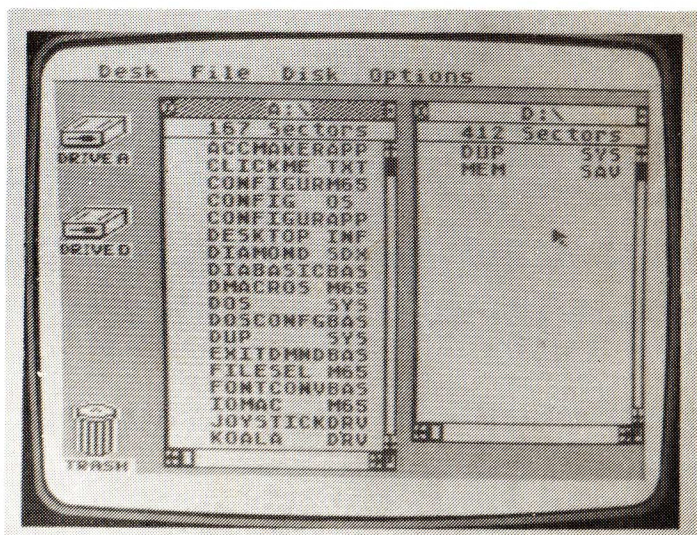 Desk File Disk Options
DRIVE A
DRIVE D
TRASH
A:\
167 Sectors
ACCMAKERAPP
CLICKME TXT
CONFIGURM65
CONFIG OS
CONFIGURAPP
DESKTOP INF
DIAMOND SDX
DIABASICBAS
DMACROS M65
DOS SYS
DOSCONFGBAS
DUP SYS
EXITDMNDBAS
FILESEL M65
FONTCONVBAS
IOMAC M65
JOYSTICKDRV
KOALA DRV
D:\
412 Sectors
DUP SYS
MEM SAV